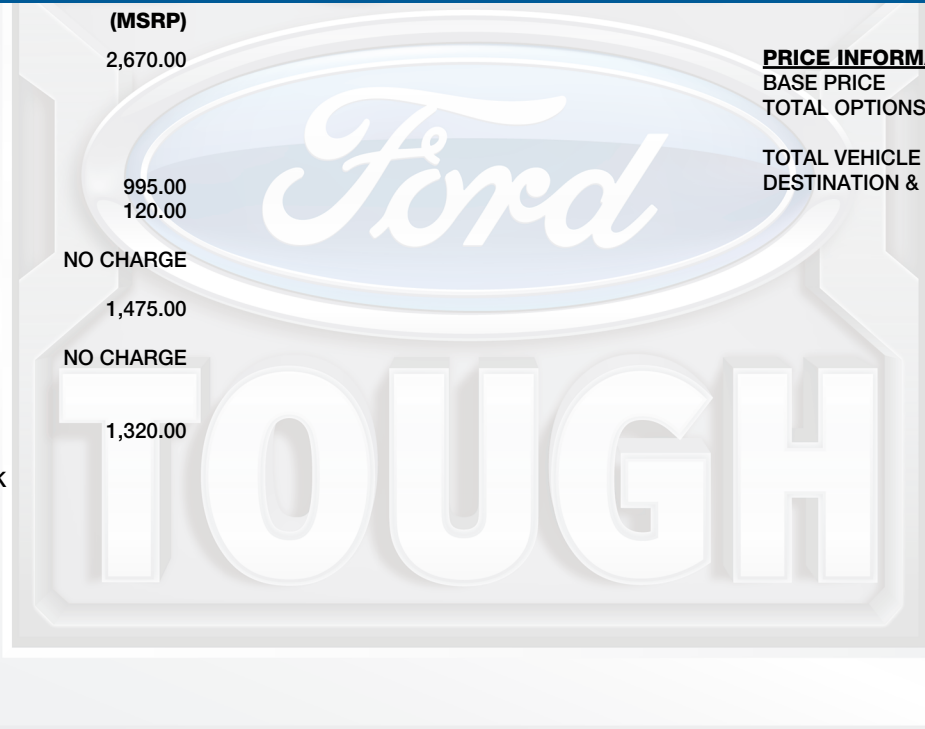 (MSRP)
2,670.00
995.00
120.00
NO CHARGE
1,475.00
NO CHARGE
1,320.00
K
PRICE INFORMA
BASE PRICE
TOTAL OPTIONS
TOTAL VEHICLE
DESTINATION &
Ford
TOUGH